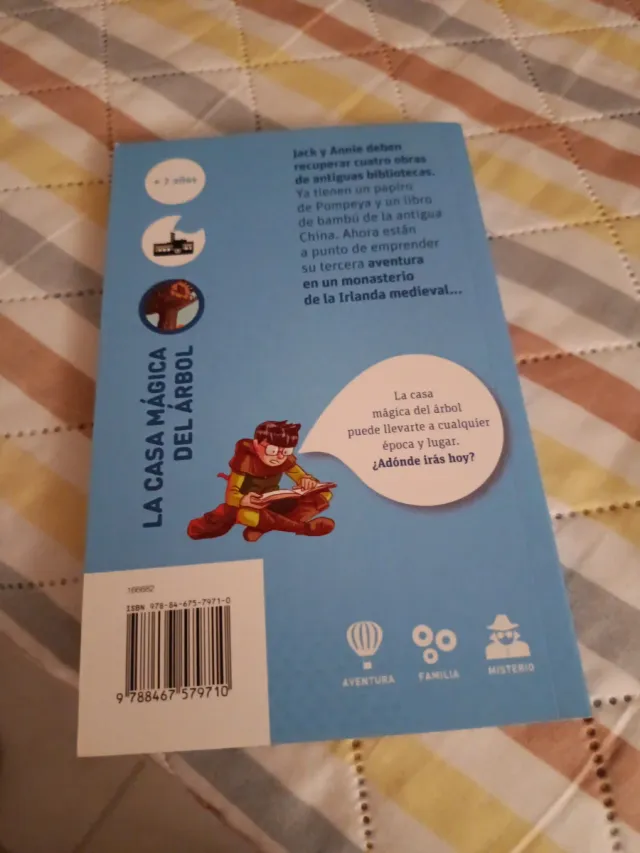 + 7 años
Jack y Annie deben
recuperar cuatro obras
de antiguas bibliotecas.
Ya tienen un papiro
de Pompeya y un libro
de bambú de la antigua
China. Ahora están
a punto de emprender
su tercera aventura
en un monasterio
de la Irlanda medieval...
LA CASA MÁGICA
DEL ÁRBOL
La casa
mágica del árbol
puede llevarte a cualquier
época y lugar.
¿Adónde irás hoy?
166662
ISBN 978-84-675-7971-0
9 788467 579710
AVENTURA
FAMILIA
MISTERIO